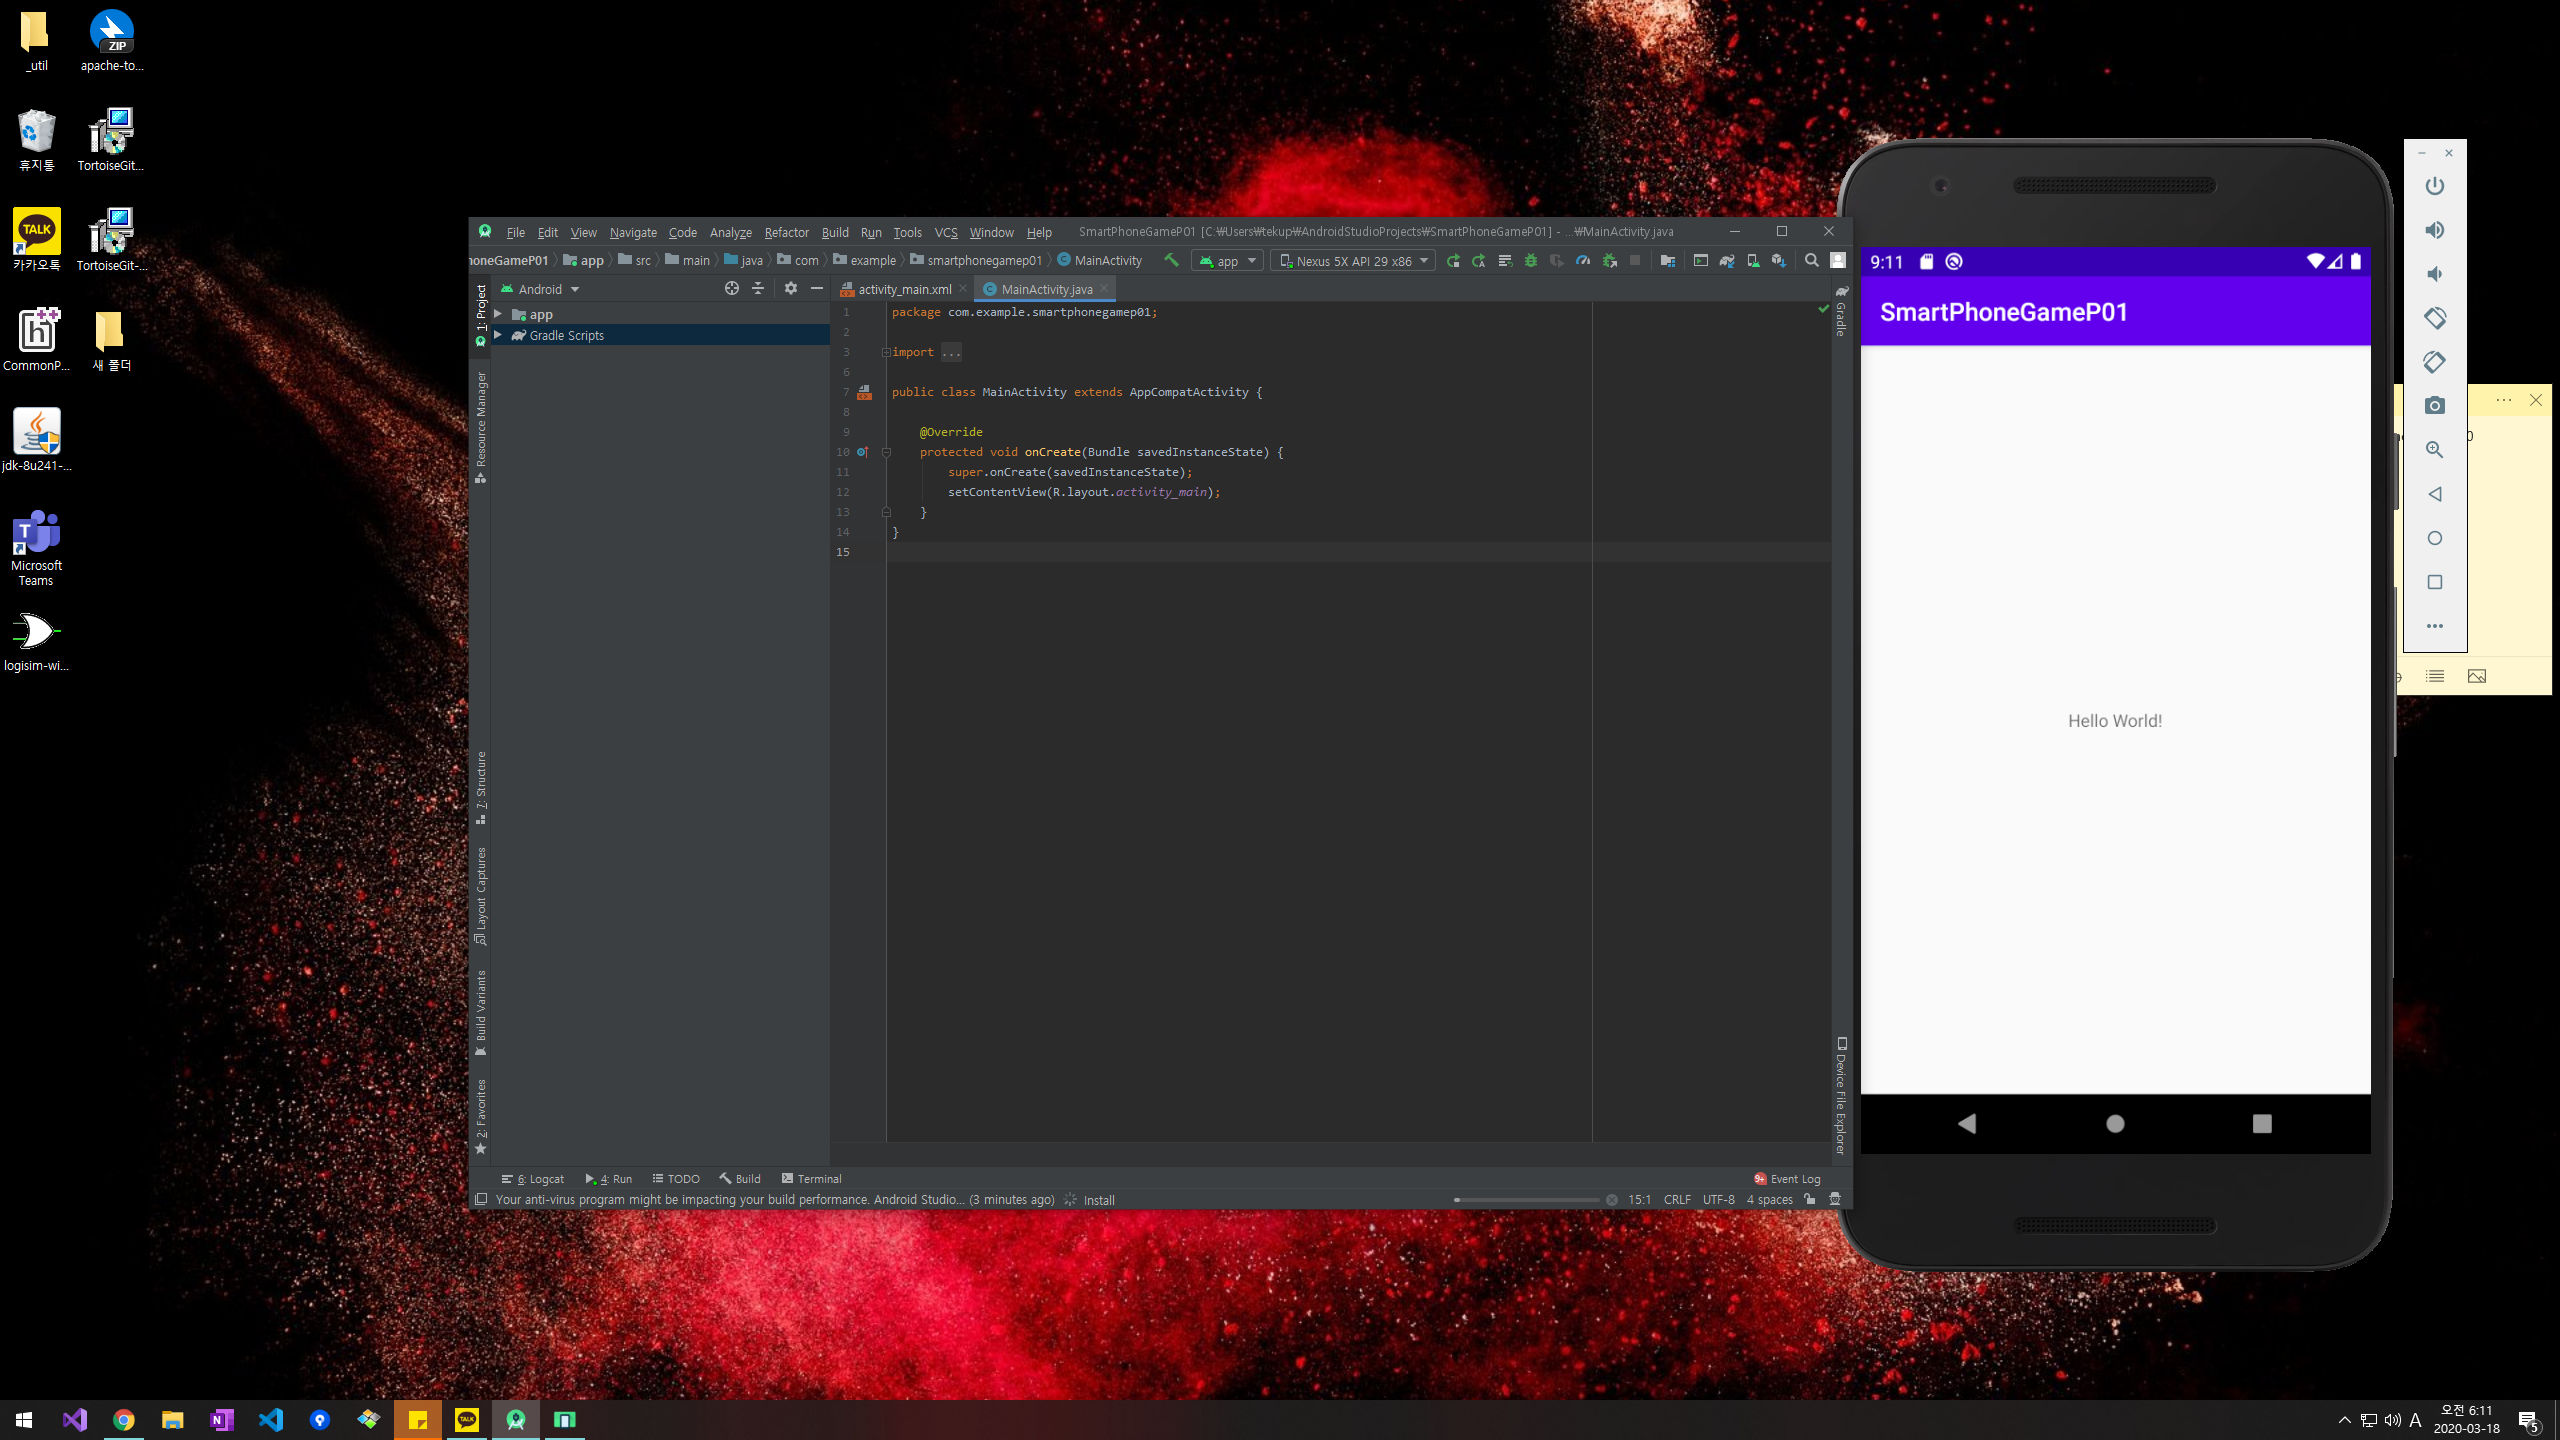 _util
apache-to...
ZIP
휴지통
TortoiseGit...
TALK
카카오톡
TortoiseGit-...
CommonP...
새 폴더
jdk-8u241-...
Microsoft
Teams
logisim-wi...
File Edit View Navigate Code Analyze Refactor Build Run Tools VCS Window Help SmartPhoneGameP01 [C:₩Users₩tekup₩AndroidStudioProjects₩SmartPhoneGameP01] - ...₩MainActivity.java
honeGameP01 app src main java com example smartphonegamep01 MainActivity app Nexus 5X API 29 x86
1: Project
Resource Manager
7: Structure
Layout Captures
Build Variants
2: Favorites
Android
app
Gradle Scripts
activity_main.xml MainActivity.java
1 package com.example.smartphonegamep01;
2
3 import ...
6
7 public class MainActivity extends AppCompatActivity {
8
9 @Override
10 protected void onCreate(Bundle savedInstanceState) {
11 super.onCreate(savedInstanceState);
12 setContentView(R.layout.activity_main);
13 }
14 }
15
Gradle
Device File Explorer
6: Logcat 4: Run TODO Build Terminal 9+ Event Log
Your anti-virus program might be impacting your build performance. Android Studio... (3 minutes ago) Install 15:1 CRLF UTF-8 4 spaces
9:11
SmartPhoneGameP01
Hello World!
TALK
A
오전 6:11
2020-03-18
5